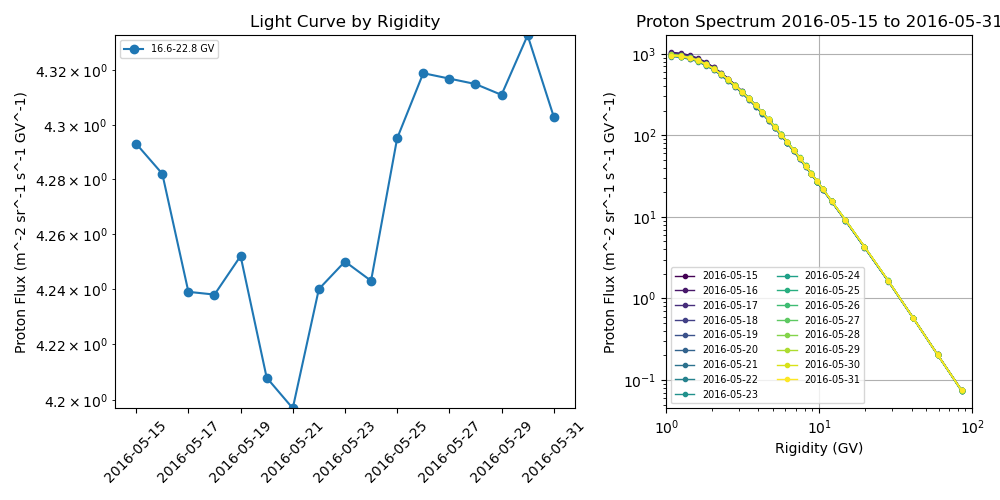 Light Curve by Rigidity
16.6-22.8 GV
Proton Flux (m^-2 sr^-1 s^-1 GV^-1)
4.32 × 10⁰
4.3 × 10⁰
4.28 × 10⁰
4.26 × 10⁰
4.24 × 10⁰
4.22 × 10⁰
4.2 × 10⁰
2016-05-15
2016-05-17
2016-05-19
2016-05-21
2016-05-23
2016-05-25
2016-05-27
2016-05-29
2016-05-31
Proton Spectrum 2016-05-15 to 2016-05-31
Proton Flux (m^-2 sr^-1 s^-1 GV^-1)
10³
10²
10¹
10⁰
10⁻¹
2016-05-15
2016-05-16
2016-05-17
2016-05-18
2016-05-19
2016-05-20
2016-05-21
2016-05-22
2016-05-23
2016-05-24
2016-05-25
2016-05-26
2016-05-27
2016-05-28
2016-05-29
2016-05-30
2016-05-31
10⁰
10¹
10²
Rigidity (GV)